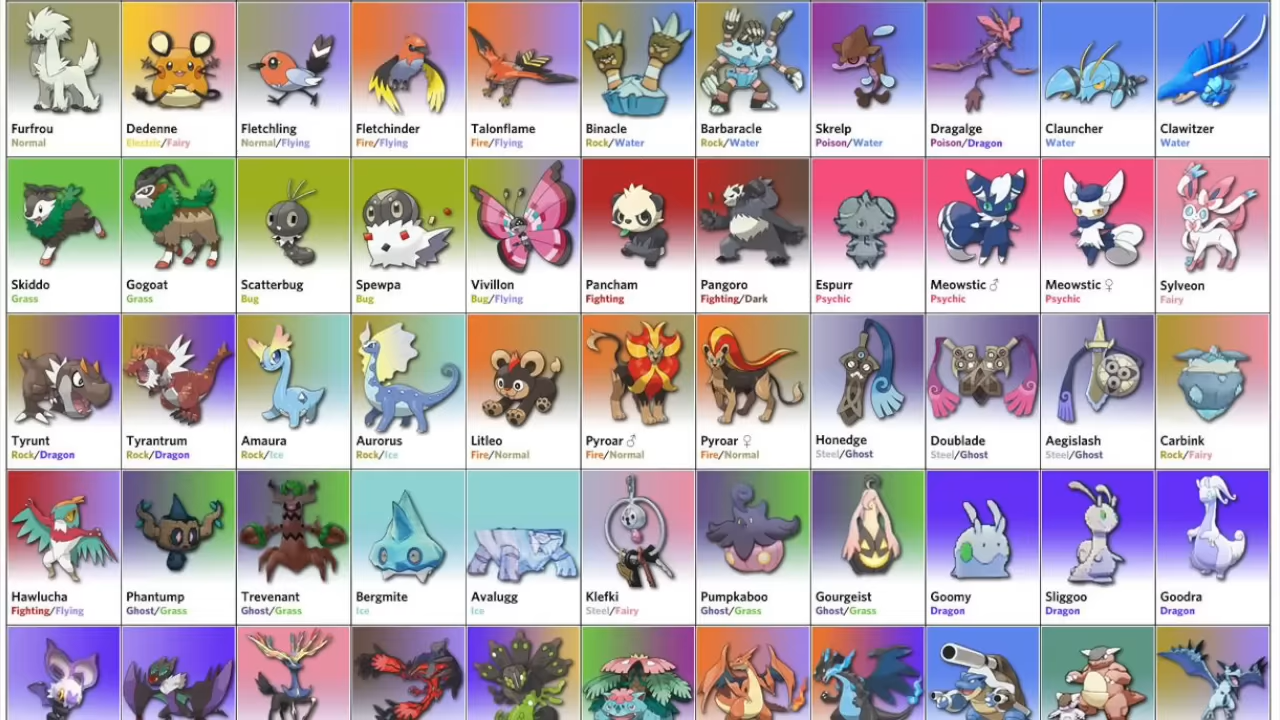 Furfrou Dedenne Fletchling Fletchinder Talonflame Binacle Barbaracle Skrelp Dragalge Clauncher Clawitzer
Normal Electric/Fairy Normal/Flying Fire/Flying Fire/Flying Rock/Water Rock/Water Poison/Water Poison/Dragon Water Water
Skiddo Gogoat Scatterbug Spewpa Vivillon Pancham Pangoro Espurr Meowstic ♂ Meowstic ♀ Sylveon
Grass Grass Bug Bug Bug/Flying Fighting Fighting/Dark Psychic Psychic Psychic Fairy
Tyrunt Tyrantrum Amaura Aurorus Litleo Pyroar ♂ Pyroar ♀ Honedge Doublade Aegislash Carbink
Rock/Dragon Rock/Dragon Rock/Ice Rock/Ice Fire/Normal Fire/Normal Fire/Normal Steel/Ghost Steel/Ghost Steel/Ghost Rock/Fairy
Hawlucha Phantump Trevenant Bergmite Avalugg Klefki Pumpkaboo Gourgeist Goomy Sliggoo Goodra
Fighting/Flying Ghost/Grass Ghost/Grass Ice Ice Steel/Fairy Ghost/Grass Ghost/Grass Dragon Dragon Dragon